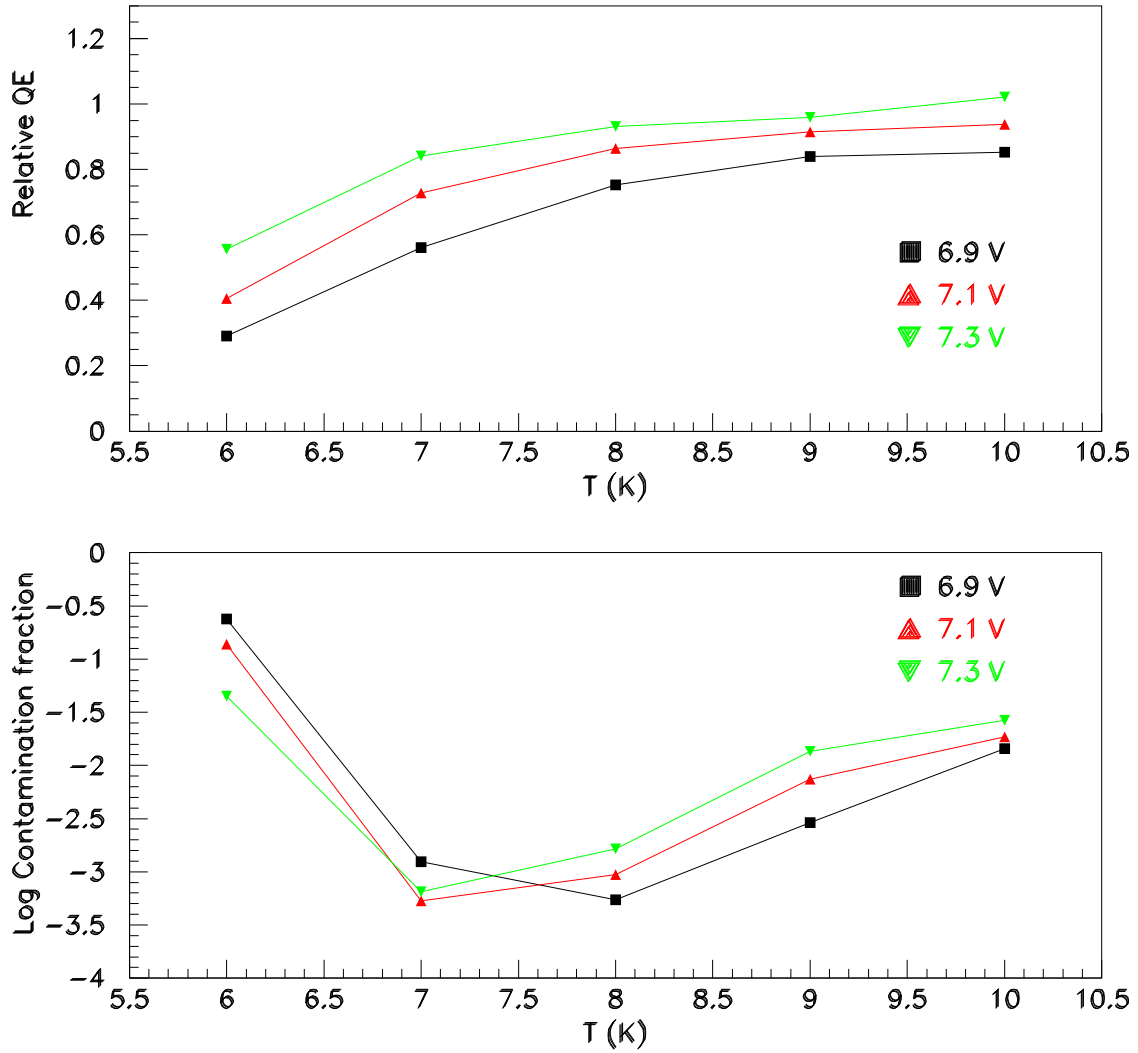 Relative QE
1.2
1
0.8
0.6
0.4
0.2
0
6.9 V
7.1 V
7.3 V
5.5 6 6.5 7 7.5 8 8.5 9 9.5 10 10.5
T (K)
Log Contamination fraction
0
−0.5
−1
−1.5
−2
−2.5
−3
−3.5
−4
6.9 V
7.1 V
7.3 V
5.5 6 6.5 7 7.5 8 8.5 9 9.5 10 10.5
T (K)